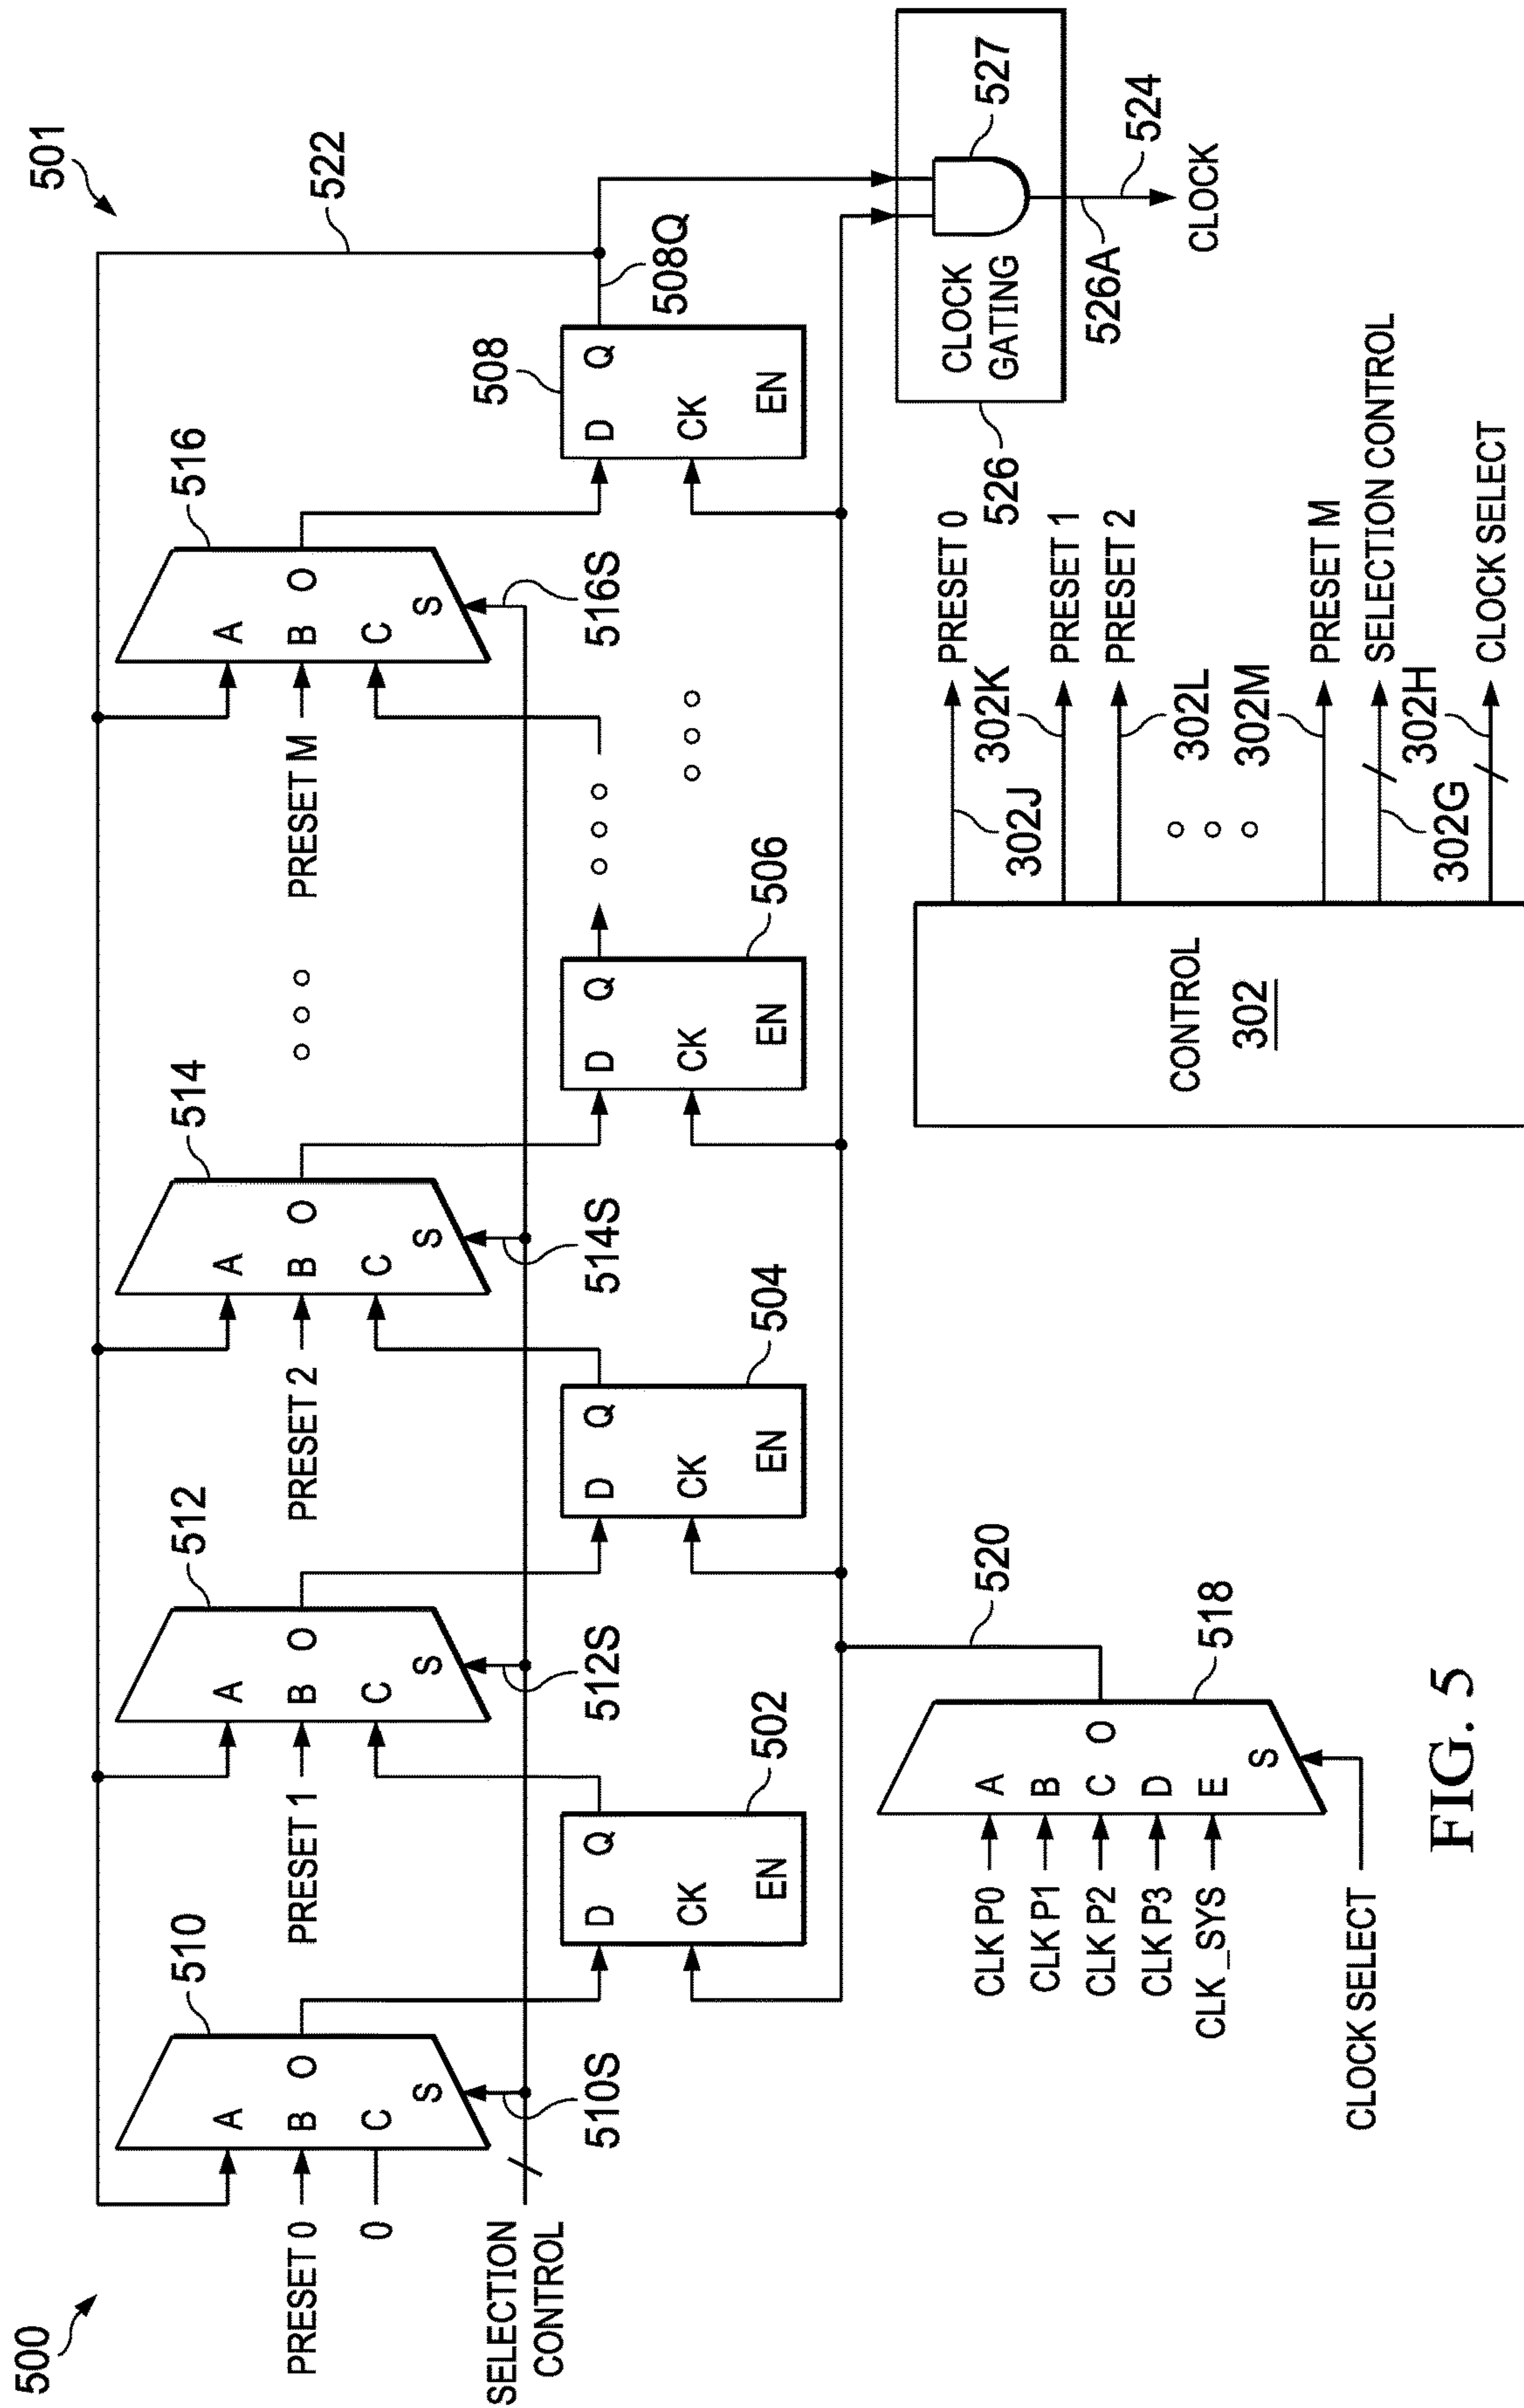 500
501
510
512
514
516
522
A
B
O
C
S
A
B
O
C
S
A
B
O
C
S
A
B
O
C
S
PRESET 0
0
PRESET 1
PRESET 2
PRESET M
SELECTION
CONTROL
510S
512S
514S
516S
502
D Q
CK
EN
504
D Q
CK
EN
506
D Q
CK
EN
508
D Q
CK
EN
508Q
520
518
A
B
C O
D
E
S
CLK P0
CLK P1
CLK P2
CLK P3
CLK_SYS
CLOCK SELECT
CLOCK
GATING
526
527
526A
524
CLOCK
CONTROL
302
302J
PRESET 0
302K
PRESET 1
PRESET 2
302L
302M
PRESET M
SELECTION CONTROL
302G
302H
CLOCK SELECT
FIG. 5